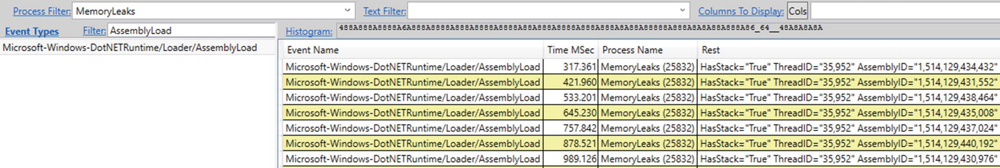 Process Filter: MemoryLeaks Text Filter: Columns To Display: Cols
Event Types Filter: AssemblyLoad Histogram:
Microsoft-Windows-DotNETRuntime/Loader/AssemblyLoad
Event Name Time MSec Process Name Rest
Microsoft-Windows-DotNETRuntime/Loader/AssemblyLoad 317.361 MemoryLeaks (25832) HasStack="True" ThreadID="35,952" AssemblyID="1,514,129,434,432"
Microsoft-Windows-DotNETRuntime/Loader/AssemblyLoad 421.960 MemoryLeaks (25832) HasStack="True" ThreadID="35,952" AssemblyID="1,514,129,431,552"
Microsoft-Windows-DotNETRuntime/Loader/AssemblyLoad 533.201 MemoryLeaks (25832) HasStack="True" ThreadID="35,952" AssemblyID="1,514,129,438,464"
Microsoft-Windows-DotNETRuntime/Loader/AssemblyLoad 645.230 MemoryLeaks (25832) HasStack="True" ThreadID="35,952" AssemblyID="1,514,129,435,008"
Microsoft-Windows-DotNETRuntime/Loader/AssemblyLoad 757.842 MemoryLeaks (25832) HasStack="True" ThreadID="35,952" AssemblyID="1,514,129,437,024"
Microsoft-Windows-DotNETRuntime/Loader/AssemblyLoad 878.521 MemoryLeaks (25832) HasStack="True" ThreadID="35,952" AssemblyID="1,514,129,440,192"
Microsoft-Windows-DotNETRuntime/Loader/AssemblyLoad 989.126 MemoryLeaks (25832) HasStack="True" ThreadID="35,952" AssemblyID="1,514,129,430,976"